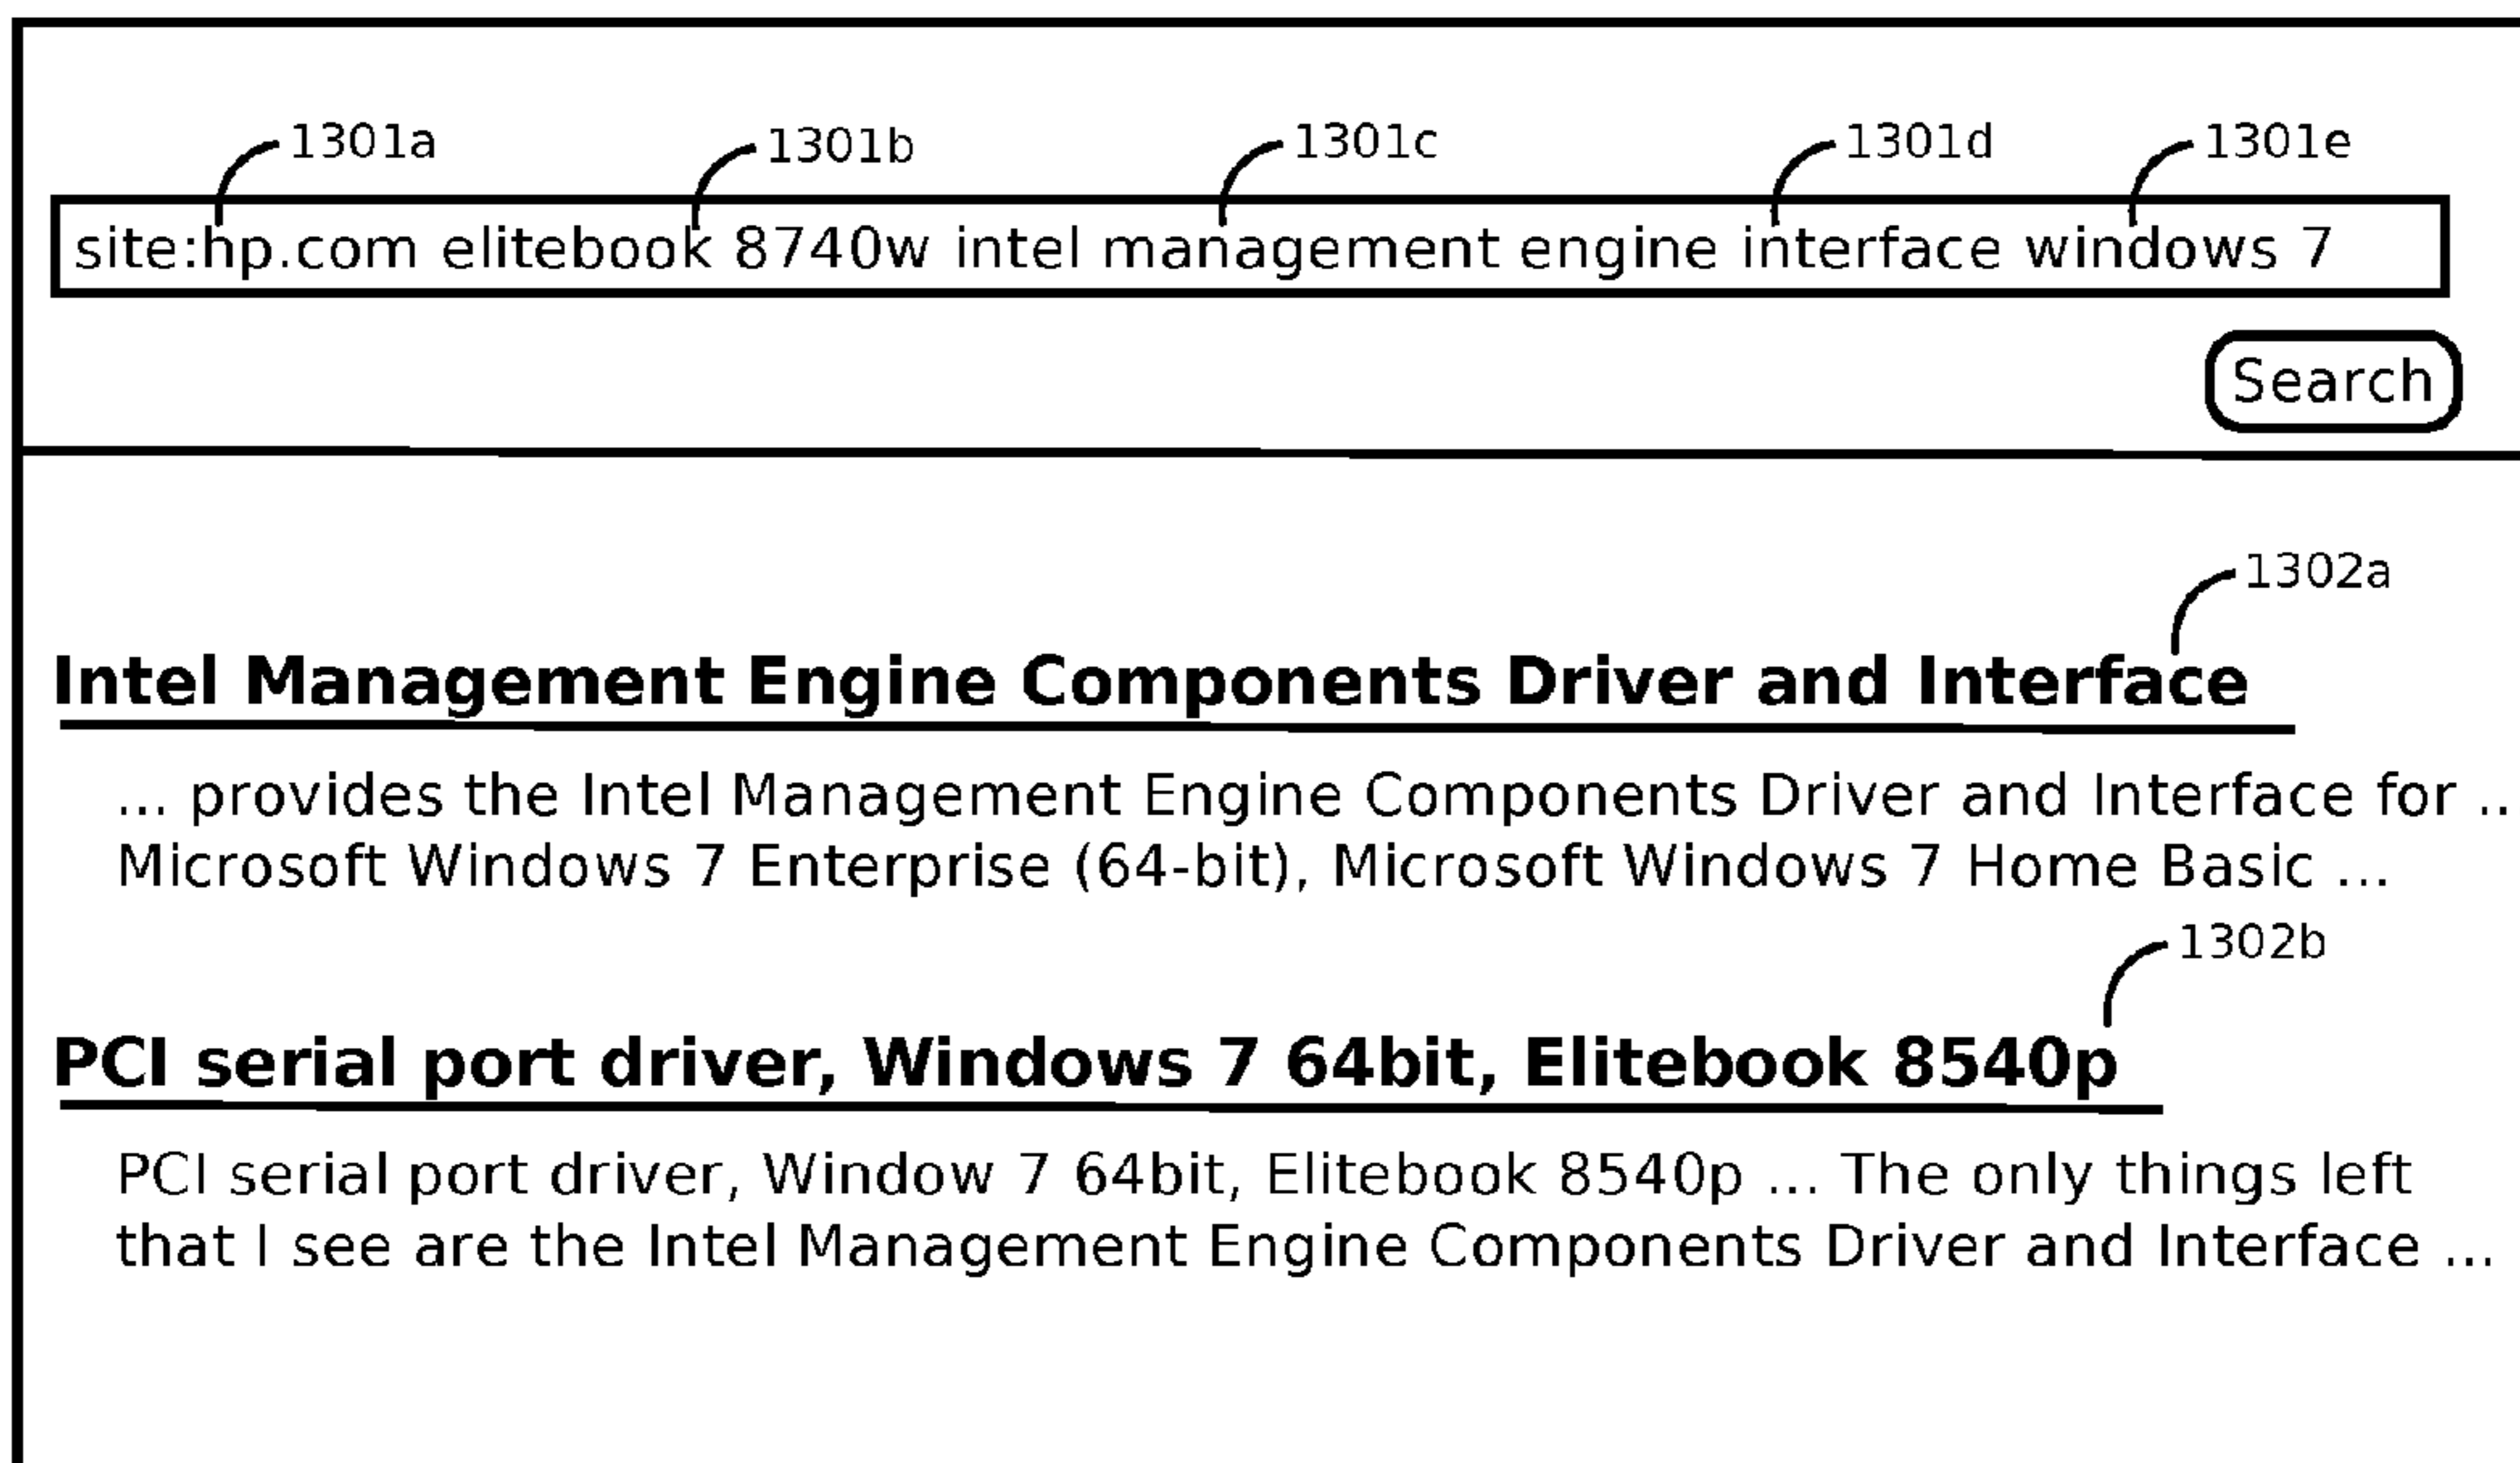 1301a 1301b 1301c 1301d 1301e
site:hp.com elitebook 8740w intel management engine interface windows 7
Search
1302a
Intel Management Engine Components Driver and Interface
... provides the Intel Management Engine Components Driver and Interface for ..
Microsoft Windows 7 Enterprise (64-bit), Microsoft Windows 7 Home Basic ...
1302b
PCI serial port driver, Windows 7 64bit, Elitebook 8540p
PCI serial port driver, Window 7 64bit, Elitebook 8540p ... The only things left
that I see are the Intel Management Engine Components Driver and Interface ...